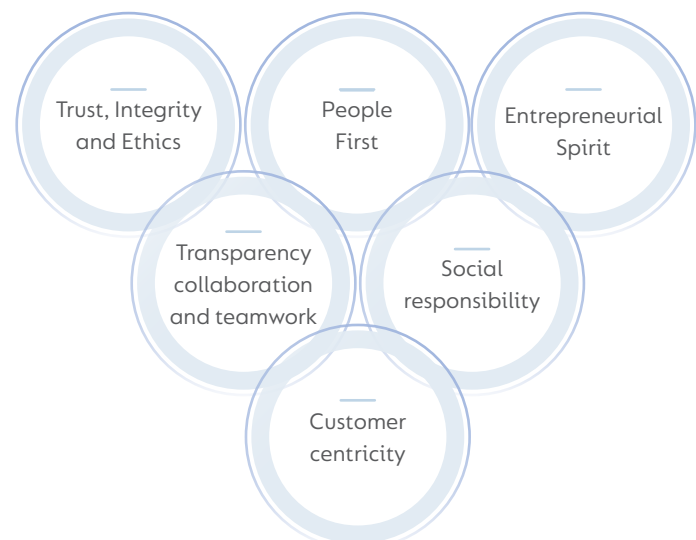 Trust, Integrity
and Ethics
People
First
Entrepreneurial
Spirit
Transparency
collaboration
and teamwork
Social
responsibility
Customer
centricity